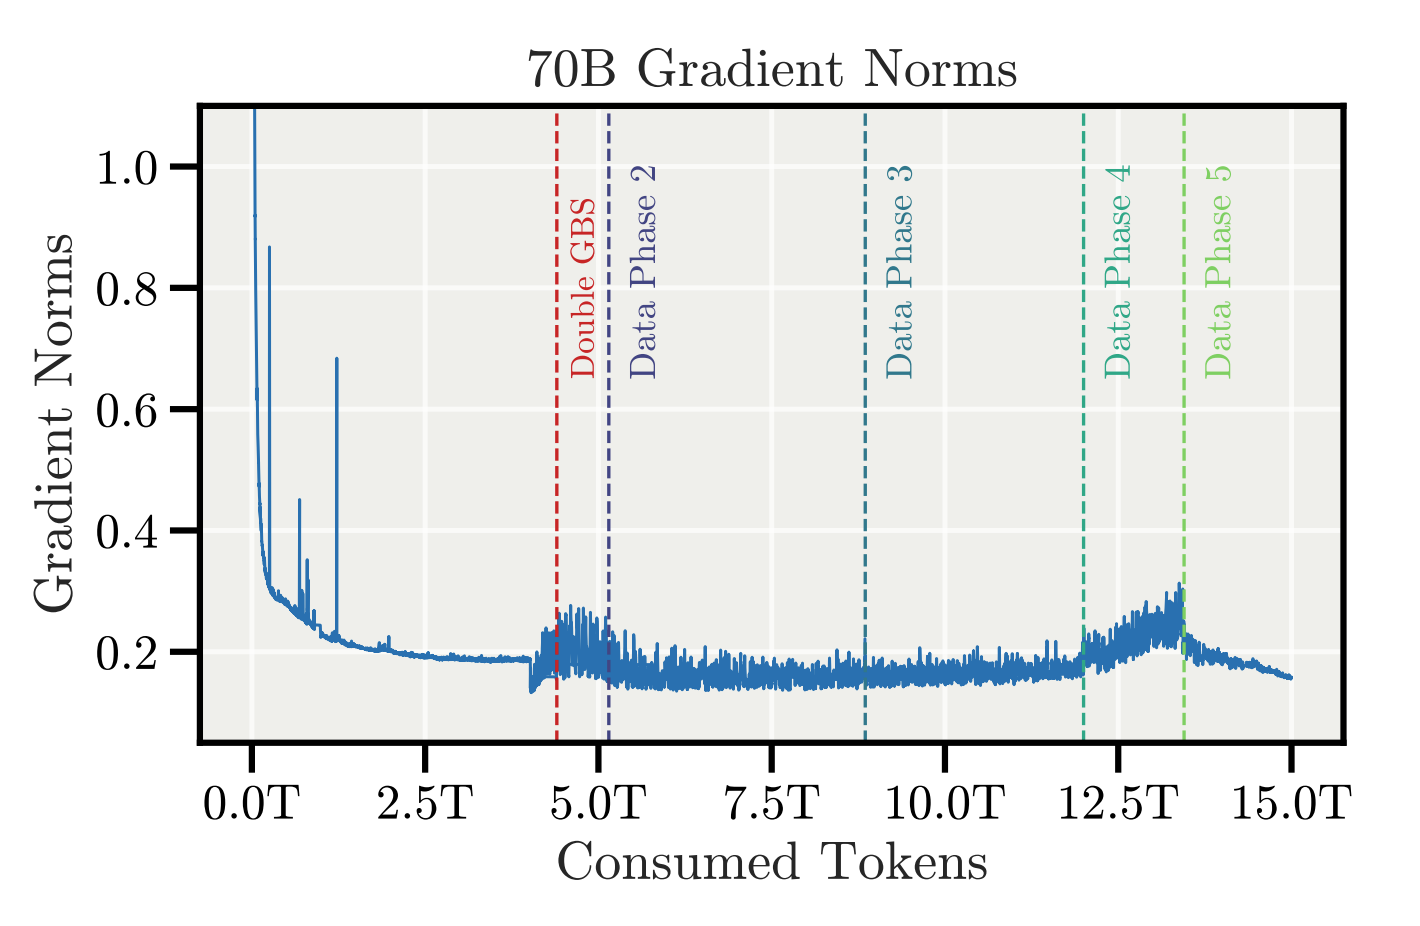 70B Gradient Norms
Gradient Norms
1.0
0.8
0.6
0.4
0.2
Double GBS
Data Phase 2
Data Phase 3
Data Phase 4
Data Phase 5
0.0T
2.5T
5.0T
7.5T
10.0T
12.5T
15.0T
Consumed Tokens